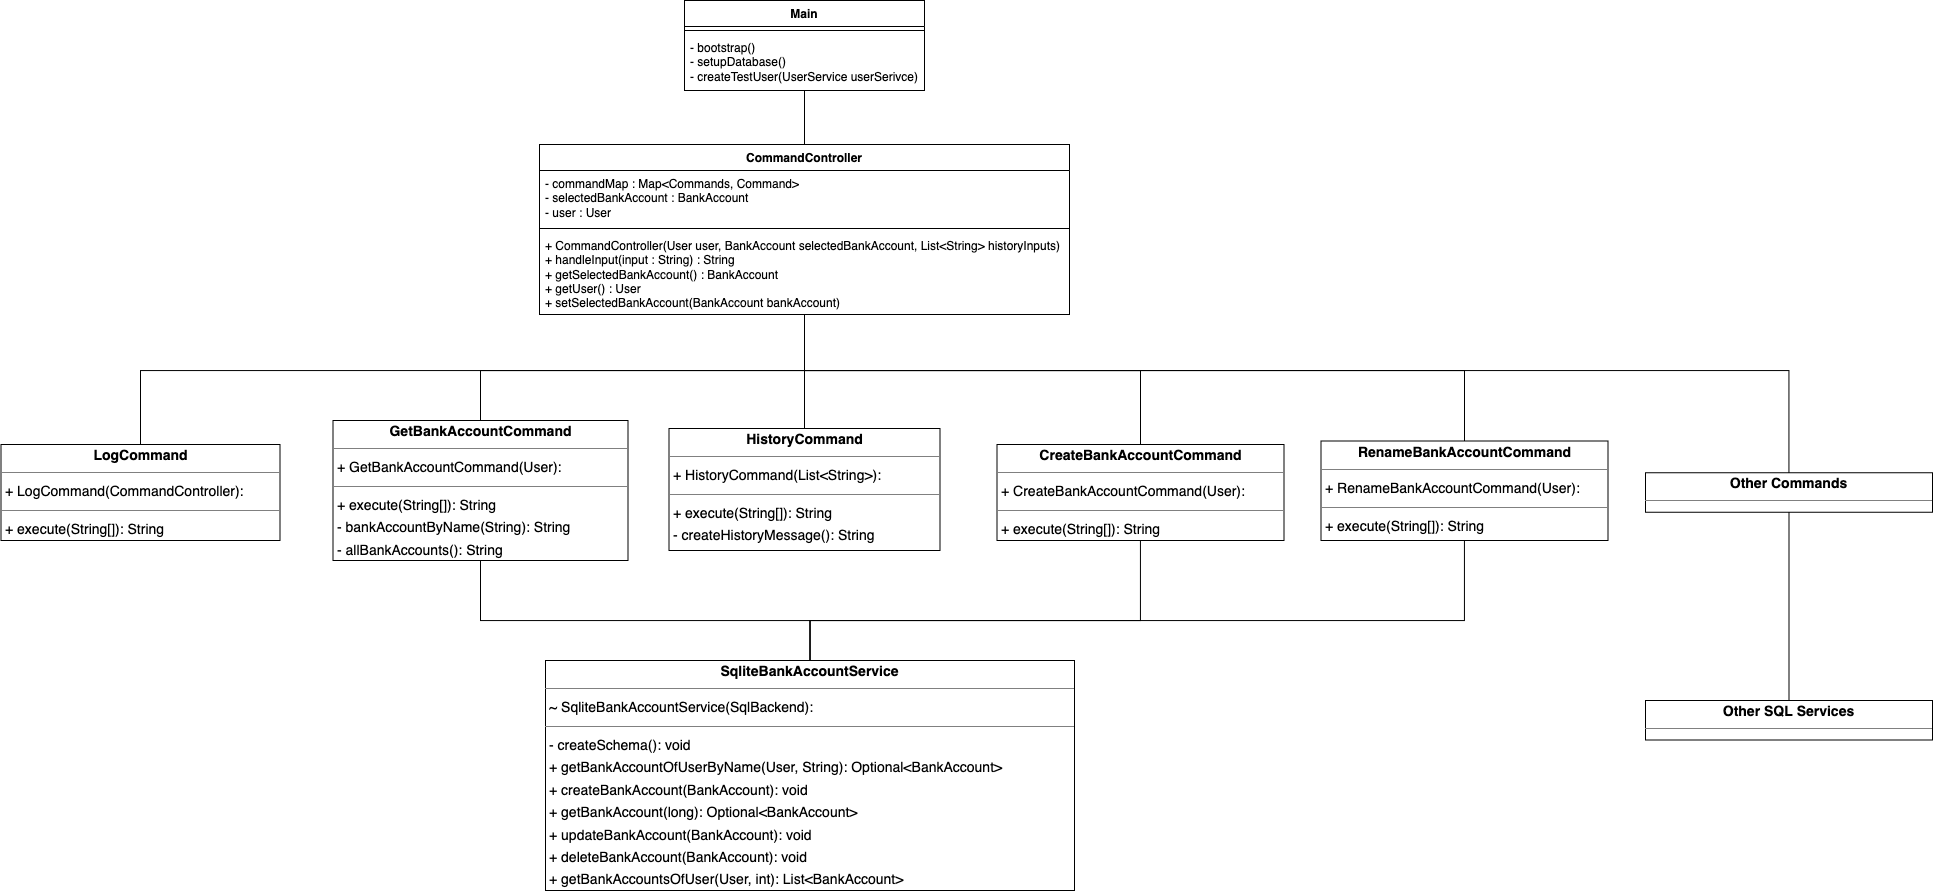 Main
- bootstrap()
- setupDatabase()
- createTestUser(UserService userSerivce)
CommandController
- commandMap : Map<Commands, Command>
- selectedBankAccount : BankAccount
- user : User
+ CommandController(User user, BankAccount selectedBankAccount, List<String> historyInputs)
+ handleInput(input : String) : String
+ getSelectedBankAccount() : BankAccount
+ getUser() : User
+ setSelectedBankAccount(BankAccount bankAccount)
LogCommand
+ LogCommand(CommandController):
+ execute(String[]): String
GetBankAccountCommand
+ GetBankAccountCommand(User):
+ execute(String[]): String
- bankAccountByName(String): String
- allBankAccounts(): String
HistoryCommand
+ HistoryCommand(List<String>):
+ execute(String[]): String
- createHistoryMessage(): String
CreateBankAccountCommand
+ CreateBankAccountCommand(User):
+ execute(String[]): String
RenameBankAccountCommand
+ RenameBankAccountCommand(User):
+ execute(String[]): String
Other Commands
SqliteBankAccountService
~ SqliteBankAccountService(SqlBackend):
- createSchema(): void
+ getBankAccountOfUserByName(User, String): Optional<BankAccount>
+ createBankAccount(BankAccount): void
+ getBankAccount(long): Optional<BankAccount>
+ updateBankAccount(BankAccount): void
+ deleteBankAccount(BankAccount): void
+ getBankAccountsOfUser(User, int): List<BankAccount>
Other SQL Services